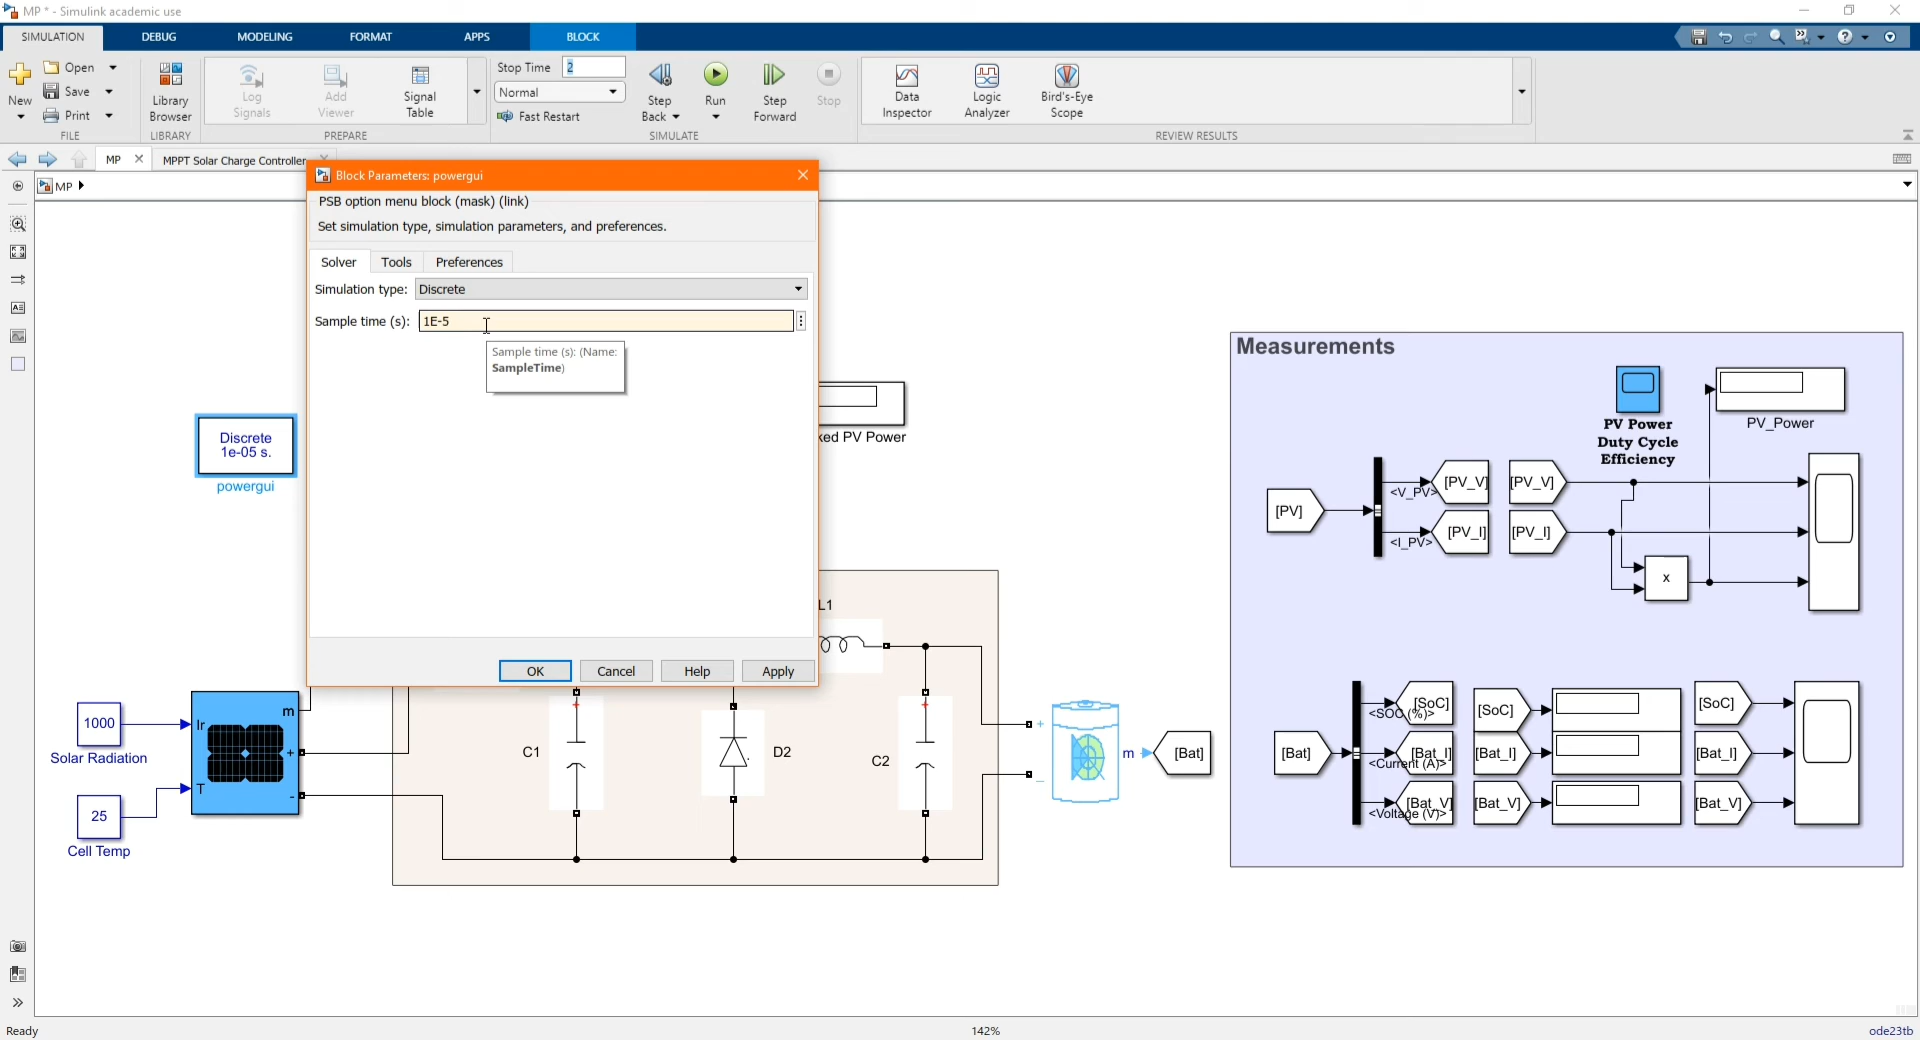 MP * - Simulink academic use
SIMULATION
DEBUG
MODELING
FORMAT
APPS
BLOCK
New
Open
Save
Print
FILE
Library
Browser
LIBRARY
Log
Signals
Add
Viewer
Signal
Table
PREPARE
Stop Time 2
Normal
Fast Restart
Step
Back
Run
Step
Forward
Stop
SIMULATE
Data
Inspector
Logic
Analyzer
Bird's-Eye
Scope
REVIEW RESULTS
MP
MPPT Solar Charge Controller
MP
Block Parameters: powergui
PSB option menu block (mask) (link)
Set simulation type, simulation parameters, and preferences.
Solver
Tools
Preferences
Simulation type: Discrete
Sample time (s): 1E-5
Sample time (s): (Name:
SampleTime)
OK
Cancel
Help
Apply
Discrete
1e-05 s.
powergui
ked PV Power
1000
Solar Radiation
25
Cell Temp
Ir
T
m
+
-
C1
D2
L1
C2
+
_
m
[Bat]
Measurements
PV Power
Duty Cycle
Efficiency
PV_Power
[PV]
<V_PV>
<I_PV>
[PV_V]
[PV_I]
[PV_V]
[PV_I]
x
[Bat]
<SOC (%)>
<Current (A)>
<Voltage (V)>
[SoC]
[Bat_I]
[Bat_V]
[SoC]
[Bat_I]
[Bat_V]
[SoC]
[Bat_I]
[Bat_V]
Ready
142%
ode23tb